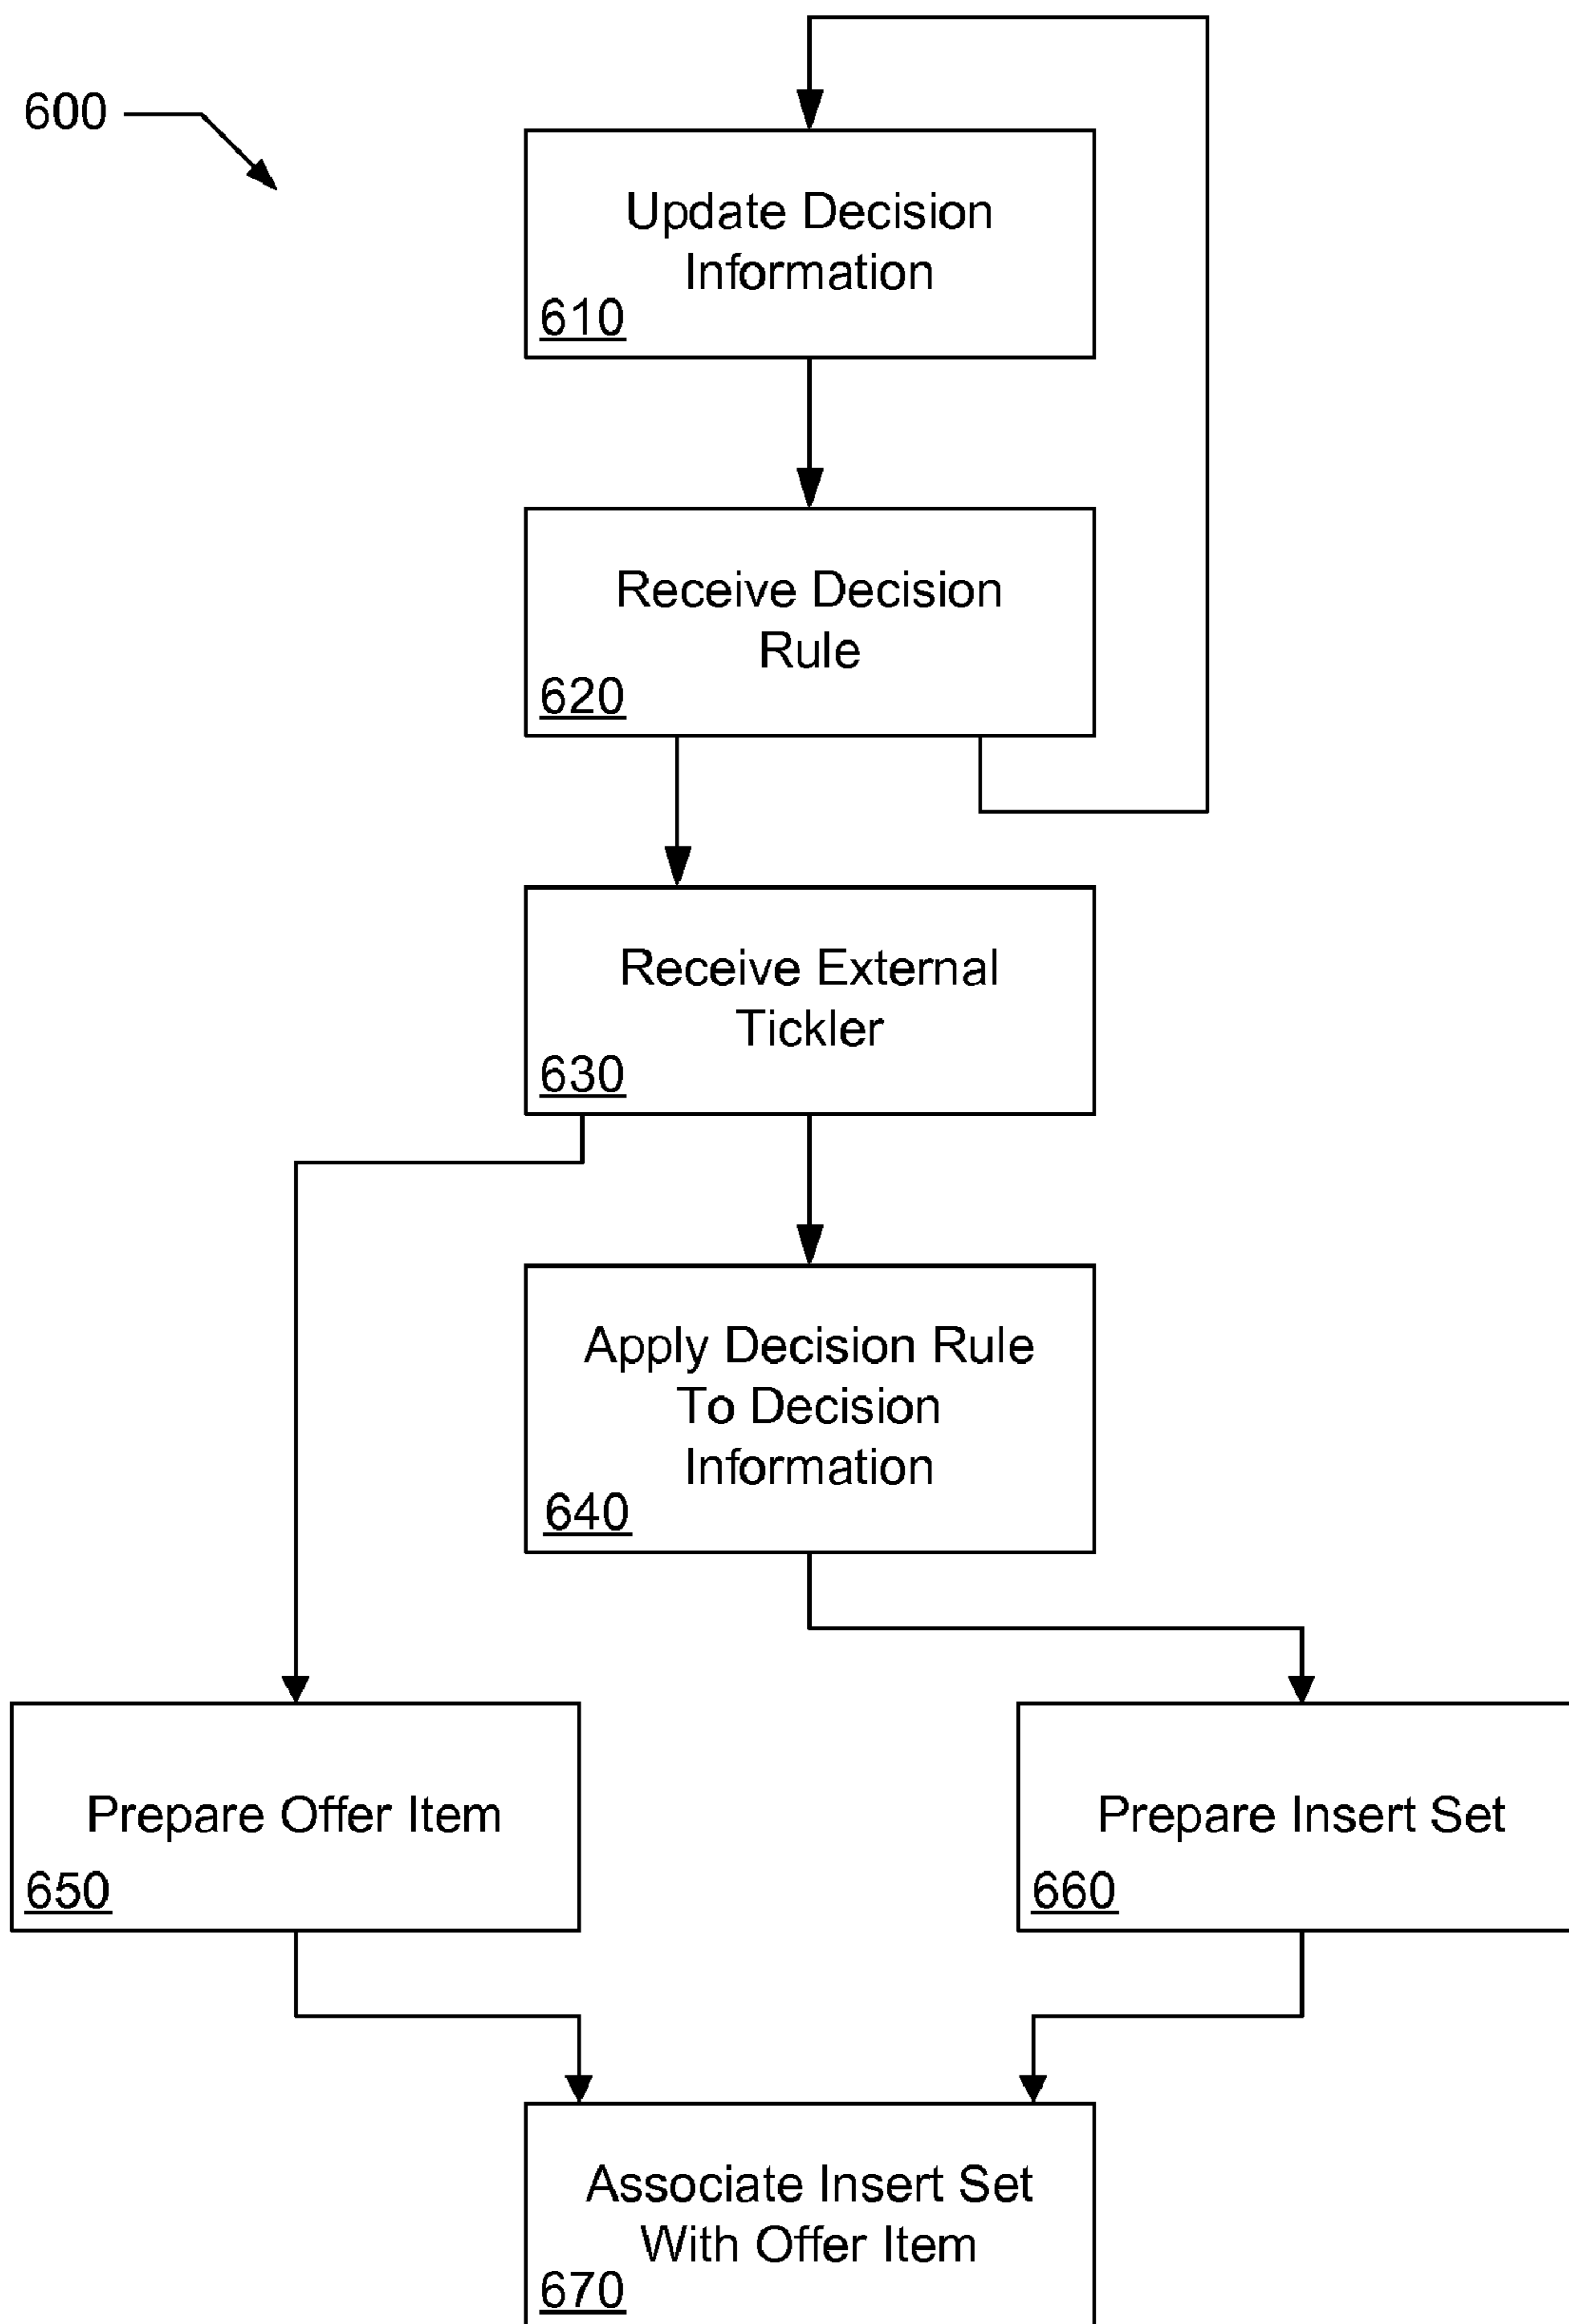 600
Update Decision
Information
610
Receive Decision
Rule
620
Receive External
Tickler
630
Apply Decision Rule
To Decision
Information
640
Prepare Offer Item
650
Prepare Insert Set
660
Associate Insert Set
With Offer Item
670